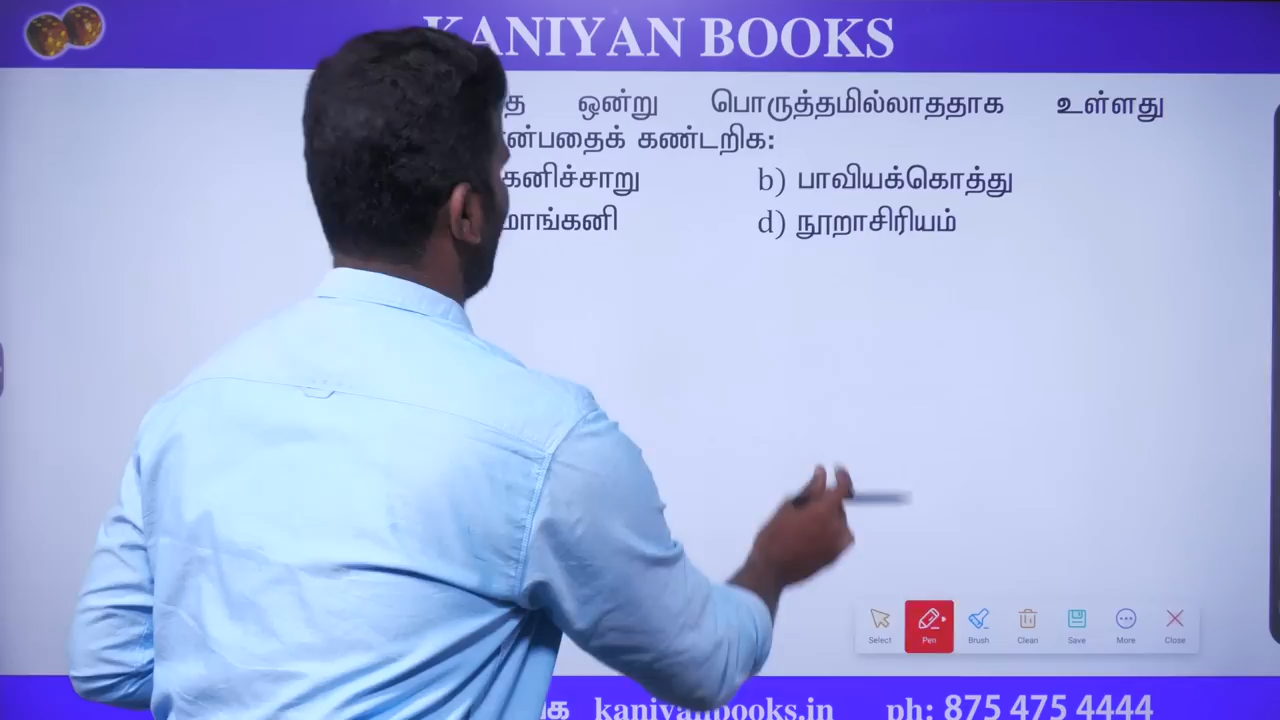 KANIYAN BOOKS
ஒன்று பொருத்தமில்லாததாக உள்ளது
கண்டறிக:
கனிச்சாறு b) பாவியக்கொத்து
மாங்கனி d) நூறாசிரியம்
Select Pen Brush Clean Save More Close
kaniyanbooks.in ph: 875 475 4444